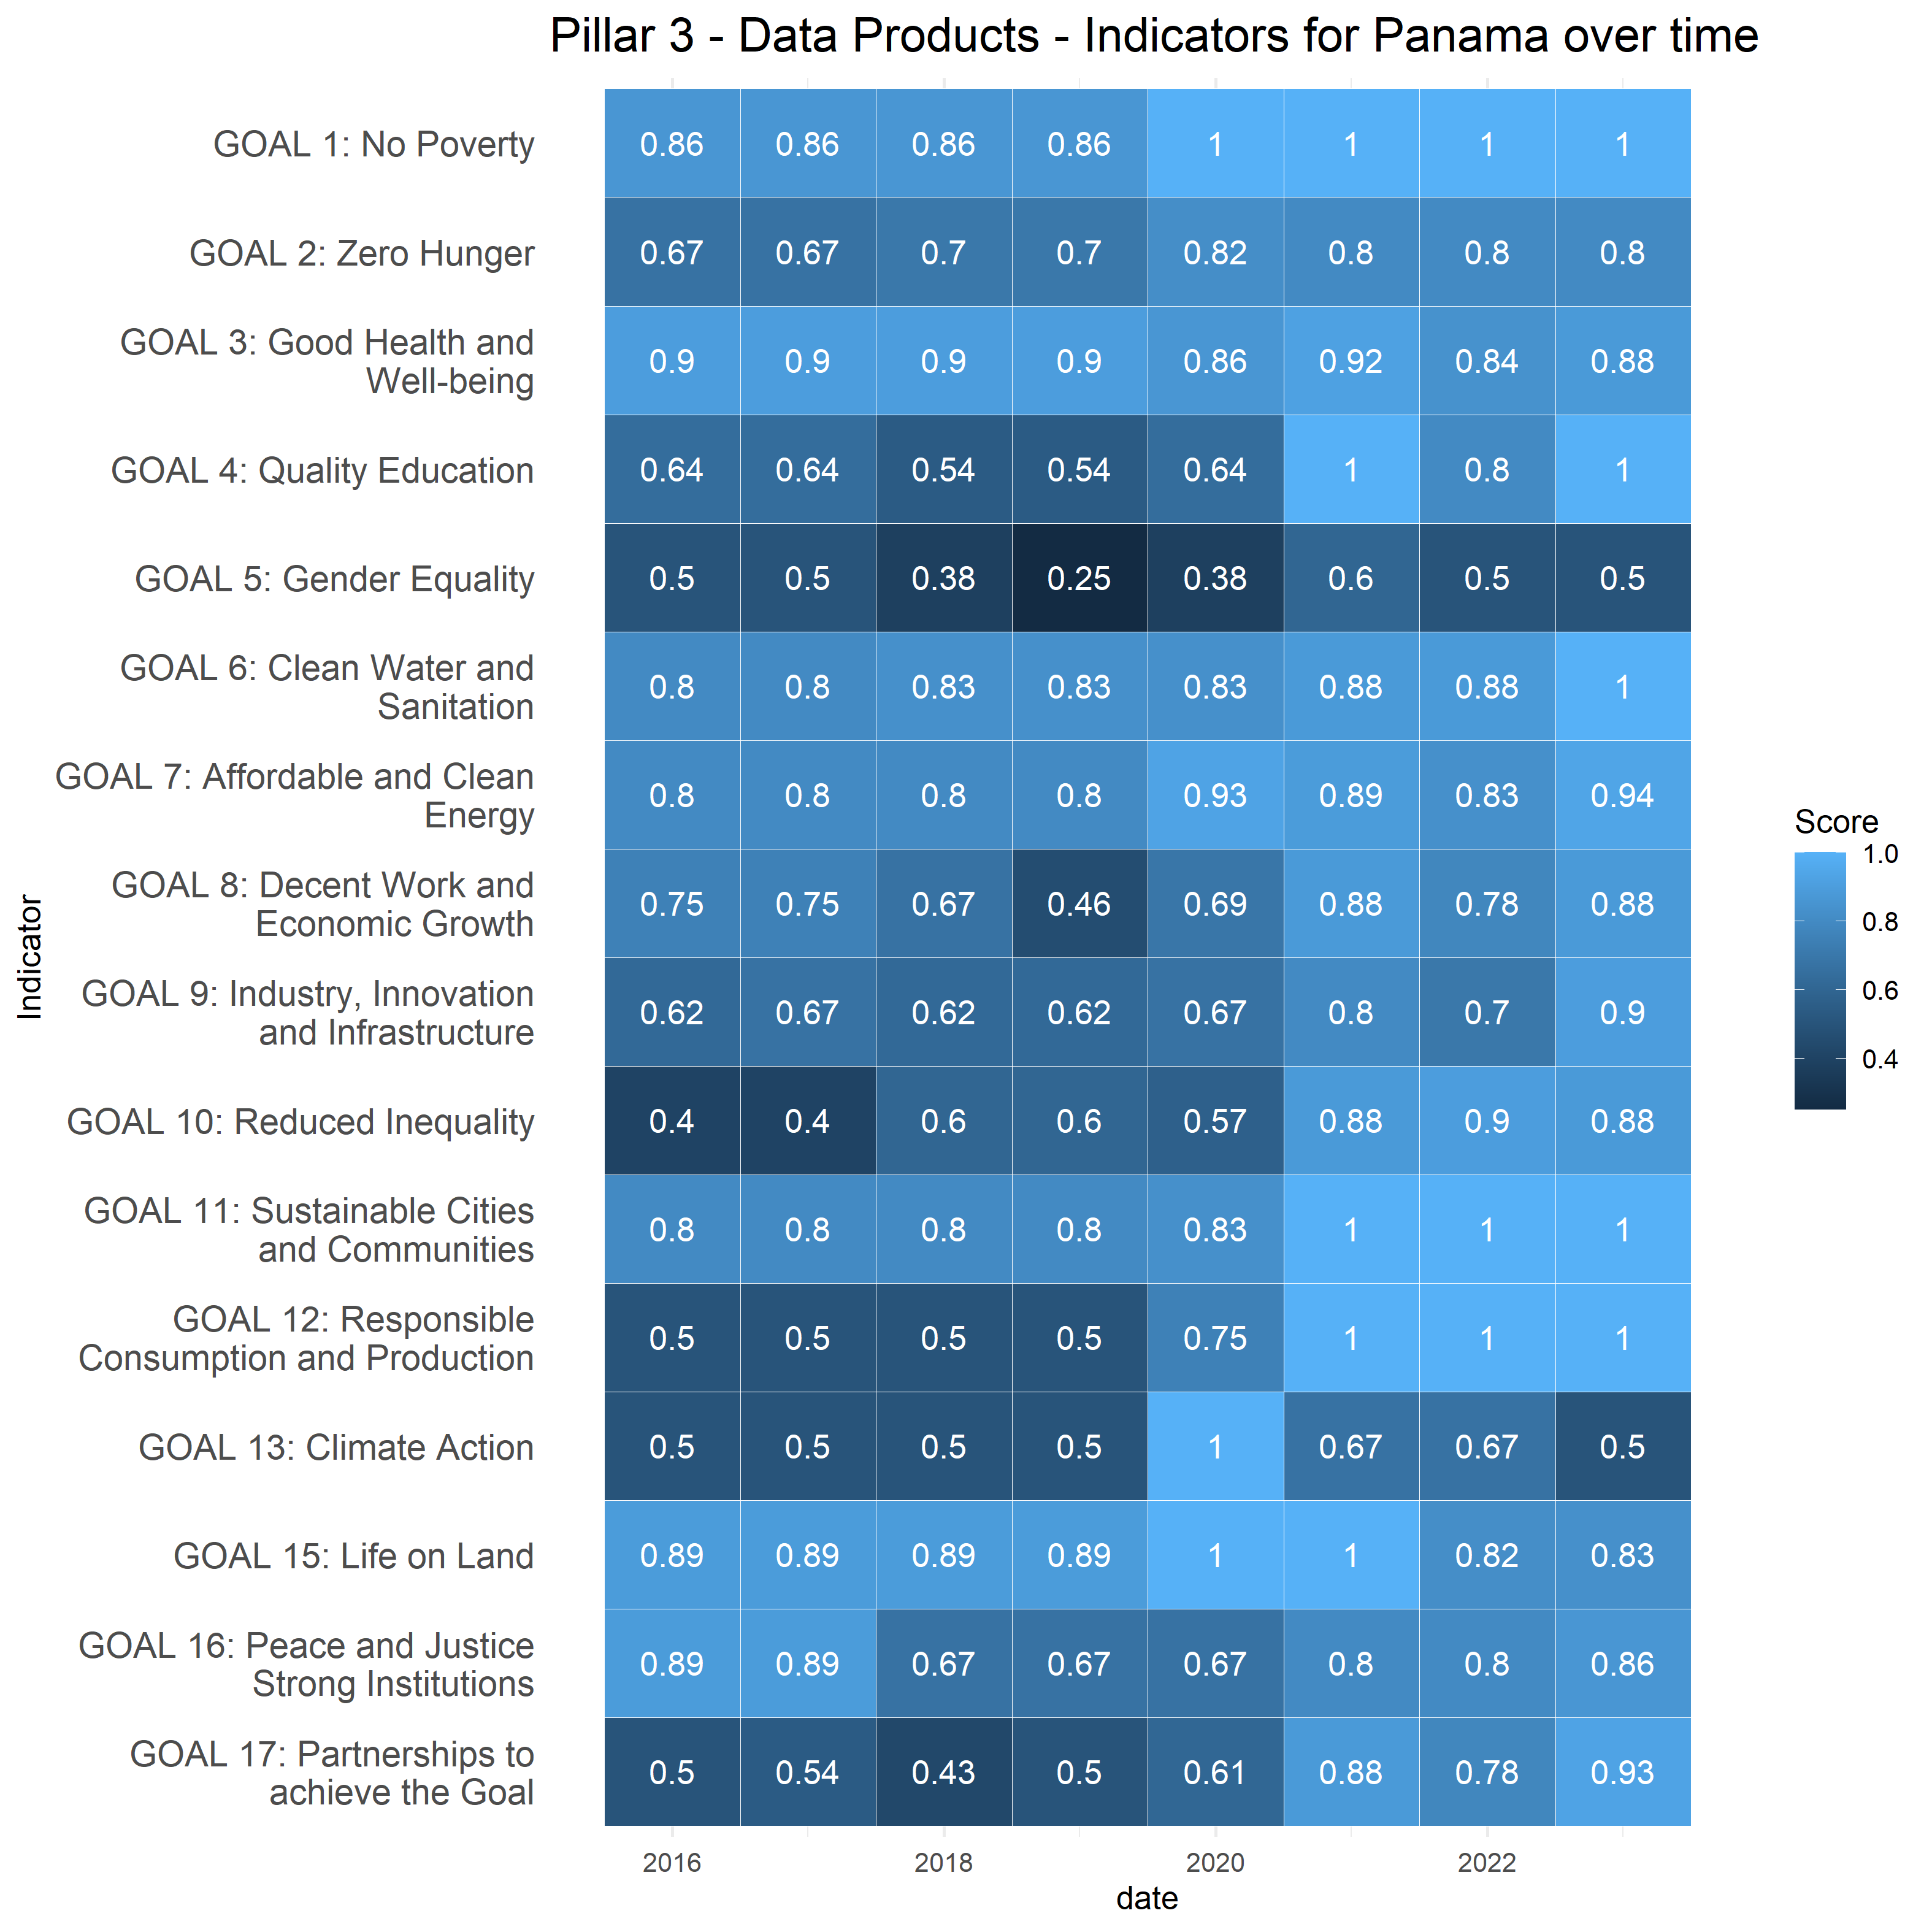 Pillar 3 - Data Products - Indicators for Panama over time
GOAL 1: No Poverty
0.86 0.86 0.86 0.86 1 1 1 1
GOAL 2: Zero Hunger
0.67 0.67 0.7 0.7 0.82 0.8 0.8 0.8
GOAL 3: Good Health and
Well-being
0.9 0.9 0.9 0.9 0.86 0.92 0.84 0.88
GOAL 4: Quality Education
0.64 0.64 0.54 0.54 0.64 1 0.8 1
GOAL 5: Gender Equality
0.5 0.5 0.38 0.25 0.38 0.6 0.5 0.5
GOAL 6: Clean Water and
Sanitation
0.8 0.8 0.83 0.83 0.83 0.88 0.88 1
GOAL 7: Affordable and Clean
Energy
0.8 0.8 0.8 0.8 0.93 0.89 0.83 0.94
GOAL 8: Decent Work and
Economic Growth
0.75 0.75 0.67 0.46 0.69 0.88 0.78 0.88
GOAL 9: Industry, Innovation
and Infrastructure
0.62 0.67 0.62 0.62 0.67 0.8 0.7 0.9
GOAL 10: Reduced Inequality
0.4 0.4 0.6 0.6 0.57 0.88 0.9 0.88
GOAL 11: Sustainable Cities
and Communities
0.8 0.8 0.8 0.8 0.83 1 1 1
GOAL 12: Responsible
Consumption and Production
0.5 0.5 0.5 0.5 0.75 1 1 1
GOAL 13: Climate Action
0.5 0.5 0.5 0.5 1 0.67 0.67 0.5
GOAL 15: Life on Land
0.89 0.89 0.89 0.89 1 1 0.82 0.83
GOAL 16: Peace and Justice
Strong Institutions
0.89 0.89 0.67 0.67 0.67 0.8 0.8 0.86
GOAL 17: Partnerships to
achieve the Goal
0.5 0.54 0.43 0.5 0.61 0.88 0.78 0.93
2016 2018 2020 2022
date
Indicator
Score
1.0
0.8
0.6
0.4